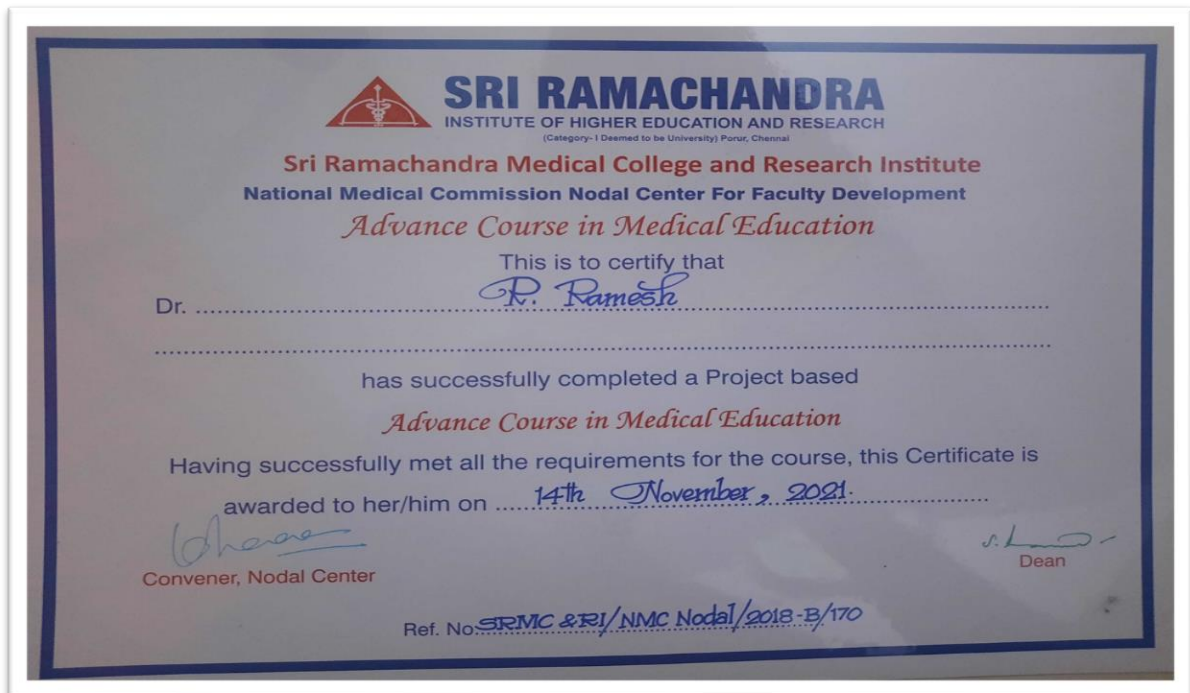 SRI RAMACHANDRA
INSTITUTE OF HIGHER EDUCATION AND RESEARCH
(Category- I Deemed to be University) Porur, Chennai
Sri Ramachandra Medical College and Research Institute
National Medical Commission Nodal Center For Faculty Development
Advance Course in Medical Education
This is to certify that
Dr. R. Ramesh
has successfully completed a Project based
Advance Course in Medical Education
Having successfully met all the requirements for the course, this Certificate is
awarded to her/him on 14th November, 2021.
Convener, Nodal Center
Dean
Ref. No SRMC &RI/NMC Nodal/2018-B/170